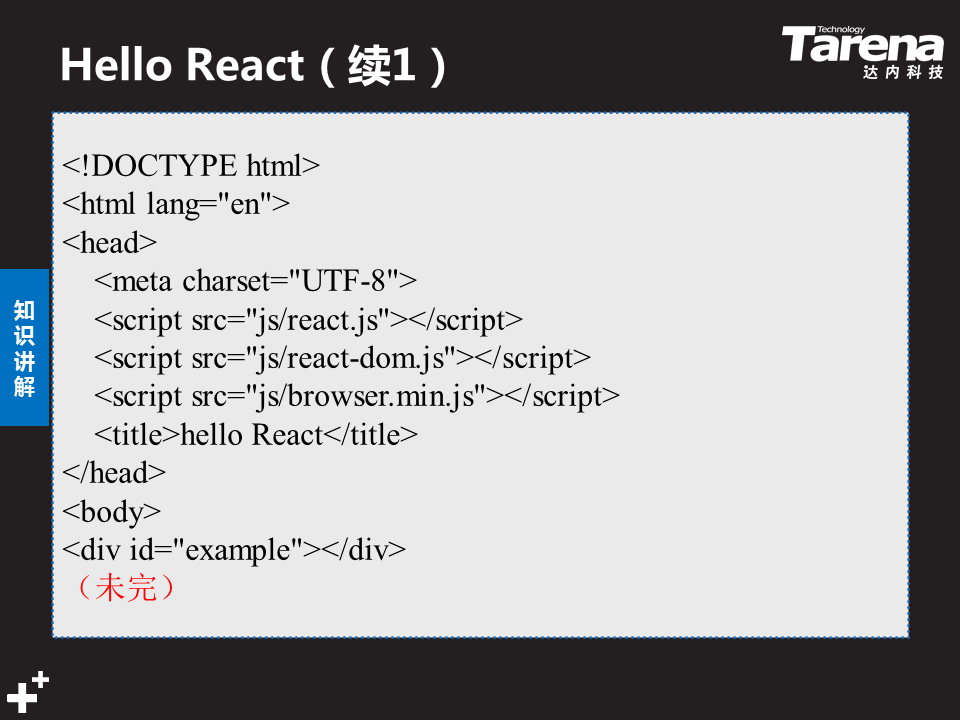 Hello React（续1）
Technology
Tarena
达内科技
<!DOCTYPE html>
<html lang="en">
<head>
    <meta charset="UTF-8">
    <script src="js/react.js"></script>
    <script src="js/react-dom.js"></script>
    <script src="js/browser.min.js"></script>
    <title>hello React</title>
</head>
<body>
<div id="example"></div>
（未完）
知识讲解